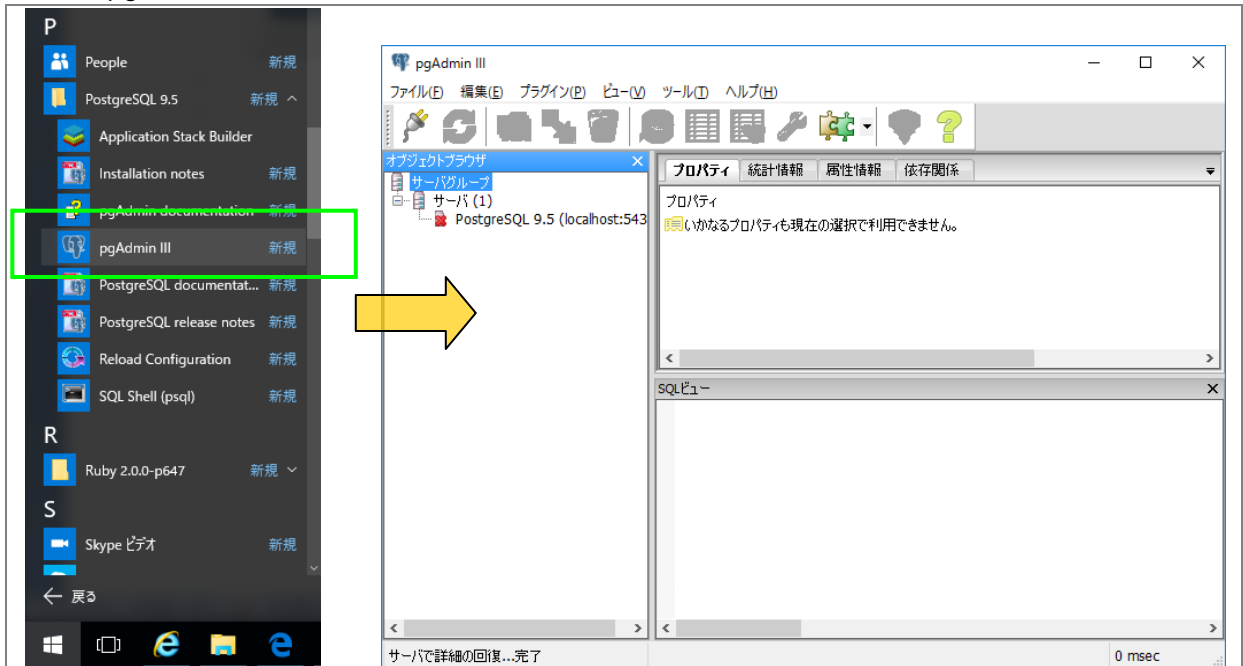 P
People 新規
PostgreSQL 9.5 新規
Application Stack Builder
Installation notes 新規
pgAdmin documentation 新規
pgAdmin III 新規
PostgreSQL documentat... 新規
PostgreSQL release notes 新規
Reload Configuration 新規
SQL Shell (psql) 新規
R
Ruby 2.0.0-p647 新規
S
Skype ビデオ 新規
戻る
pgAdmin III
ファイル(F) 編集(E) プラグイン(P) ビュー(V) ツール(T) ヘルプ(H)
オブジェクトブラウザ
サーバグループ
サーバ (1)
PostgreSQL 9.5 (localhost:543
プロパティ 統計情報 属性情報 依存関係
プロパティ
いかなるプロパティも現在の選択で利用できません。
SQLビュー
サーバで詳細の回復...完了
0 msec